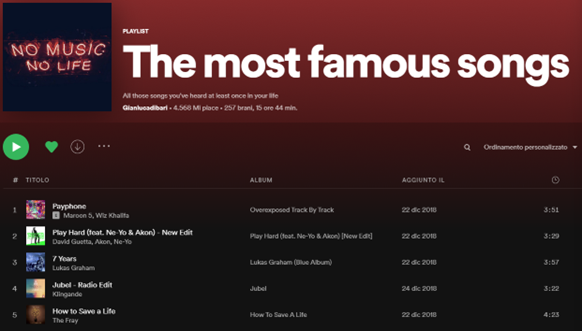 NO MUSIC
NO LIFE
PLAYLIST
The most famous songs
All those songs you've heard at least once in your life
Gianlucadibari • 4.568 Mi piace • 257 brani, 15 ore 44 min.
Ordinamento personalizzato
# TITOLO ALBUM AGGIUNTO IL
1 Payphone Overexposed Track By Track 22 dic 2018 3:51
E Maroon 5, Wiz Khalifa
2 Play Hard (feat. Ne-Yo & Akon) - New Edit Play Hard (feat. Ne-Yo & Akon) [New Edit] 22 dic 2018 3:29
David Guetta, Akon, Ne-Yo
3 7 Years Lukas Graham (Blue Album) 22 dic 2018 3:57
Lukas Graham
4 Jubel - Radio Edit Jubel 24 dic 2018 3:22
Klingande
5 How to Save a Life How To Save A Life 22 dic 2018 4:23
The Fray